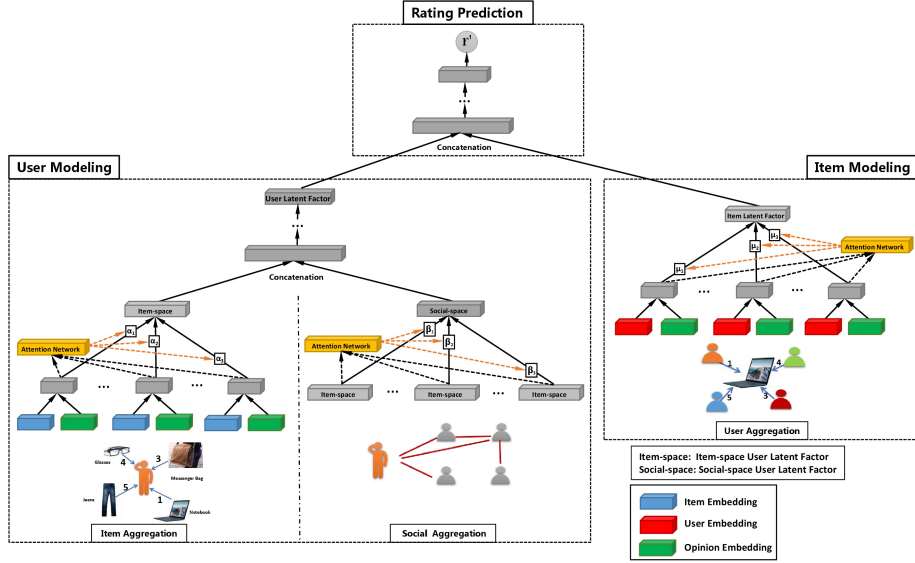 Rating Prediction
r'
...
Concatenation
User Modeling
Item Modeling
User Latent Factor
...
Concatenation
Item-space
Social-space
Attention Network
α1
α2
α3
... ...
Attention Network
β1
β2
β3
Item-space ... Item-space ... Item-space
Glasses
4
3
Messenger Bag
Jeans
5
1
Notebook
Item Aggregation
Social Aggregation
Item Latent Factor
μ3
μ2
Attention Network
... ...
1
4
5
3
User Aggregation
Item-space: Item-space User Latent Factor
Social-space: Social-space User Latent Factor
Item Embedding
User Embedding
Opinion Embedding